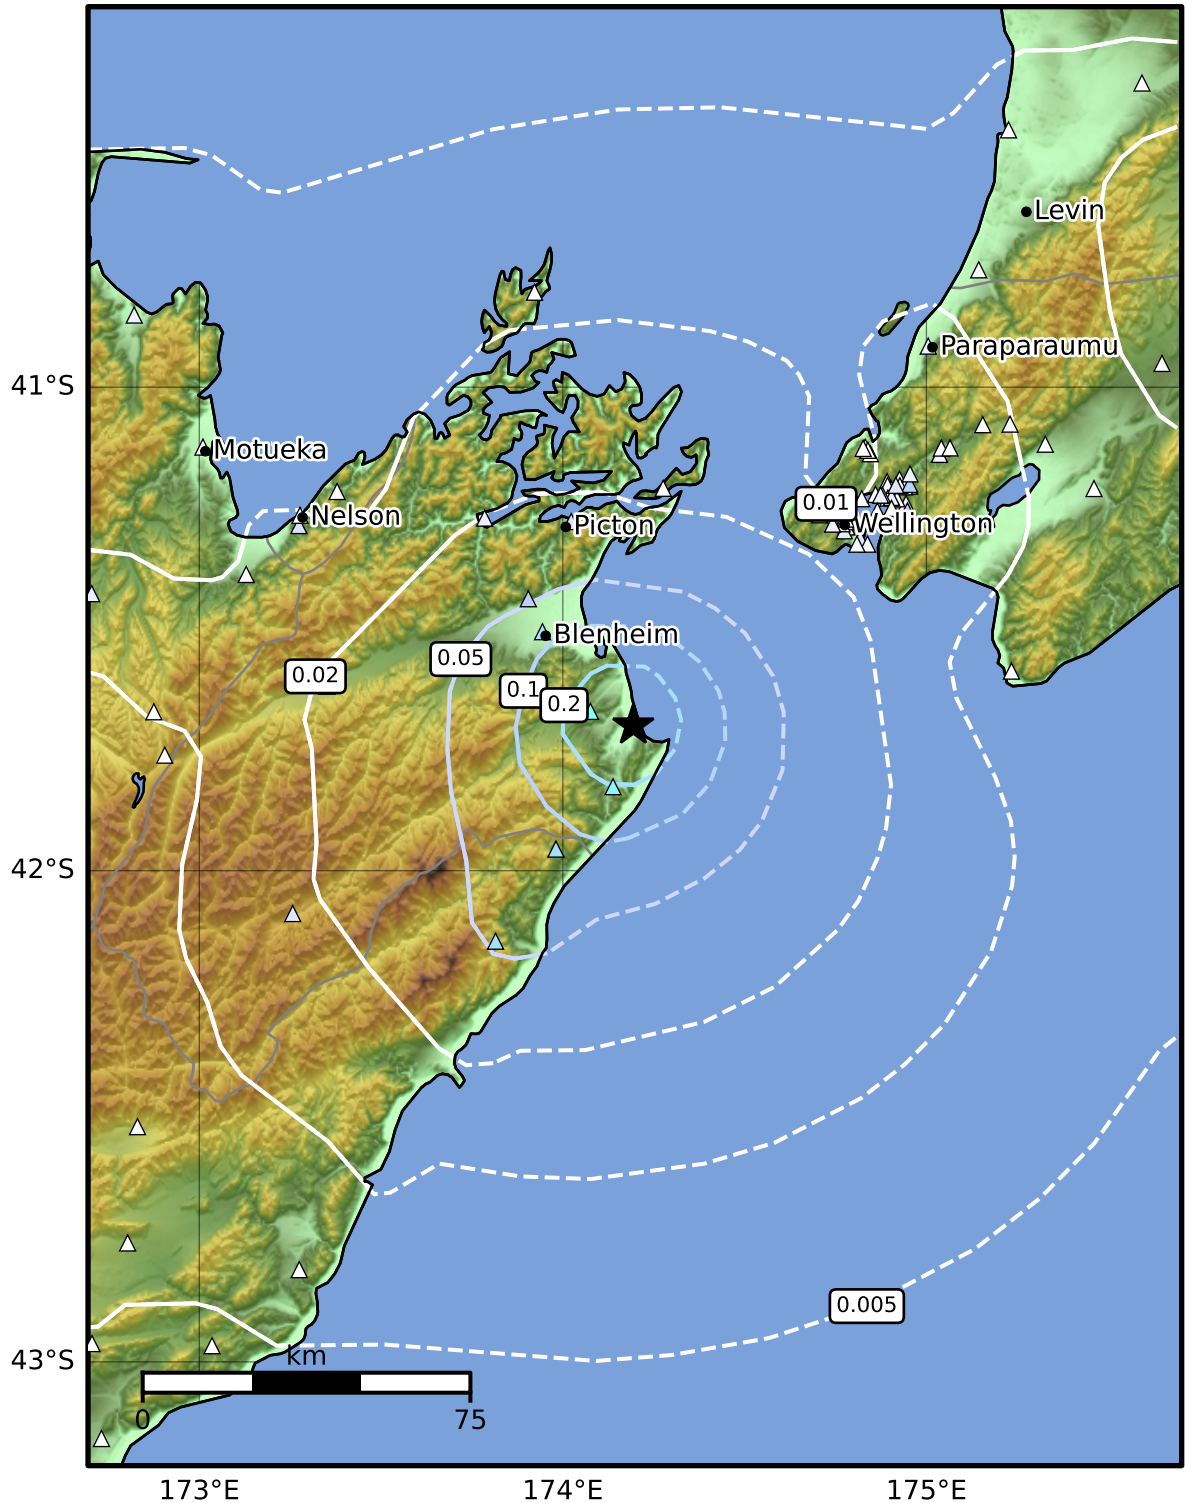 Levin
Paraparaumu
41°S
Motueka
0.01
Nelson
Picton
Wellington
Blenheim
0.05
0.02
0.1
0.2
42°S
0.005
43°S
km
0
75
173°E
174°E
175°E